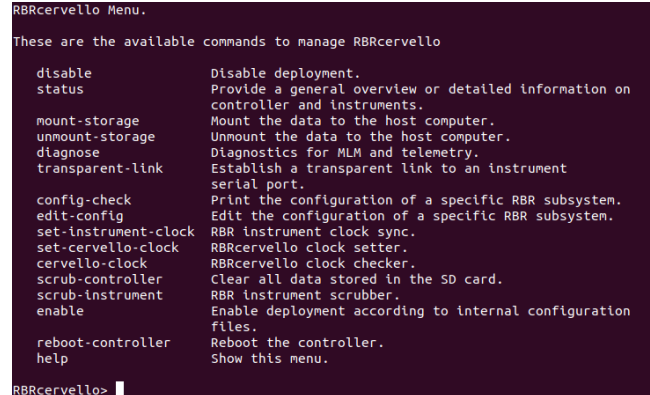 RBRcervello Menu.
These are the available commands to manage RBRcervello
disable Disable deployment.
status Provide a general overview or detailed information on
controller and instruments.
mount-storage Mount the data to the host computer.
unmount-storage Unmount the data to the host computer.
diagnose Diagnostics for MLM and telemetry.
transparent-link Establish a transparent link to an instrument
serial port.
config-check Print the configuration of a specific RBR subsystem.
edit-config Edit the configuration of a specific RBR subsystem.
set-instrument-clock RBR instrument clock sync.
set-cervello-clock RBRcervello clock setter.
cervello-clock RBRcervello clock checker.
scrub-controller Clear all data stored in the SD card.
scrub-instrument RBR instrument scrubber.
enable Enable deployment according to internal configuration
files.
reboot-controller Reboot the controller.
help Show this menu.
RBRcervello>